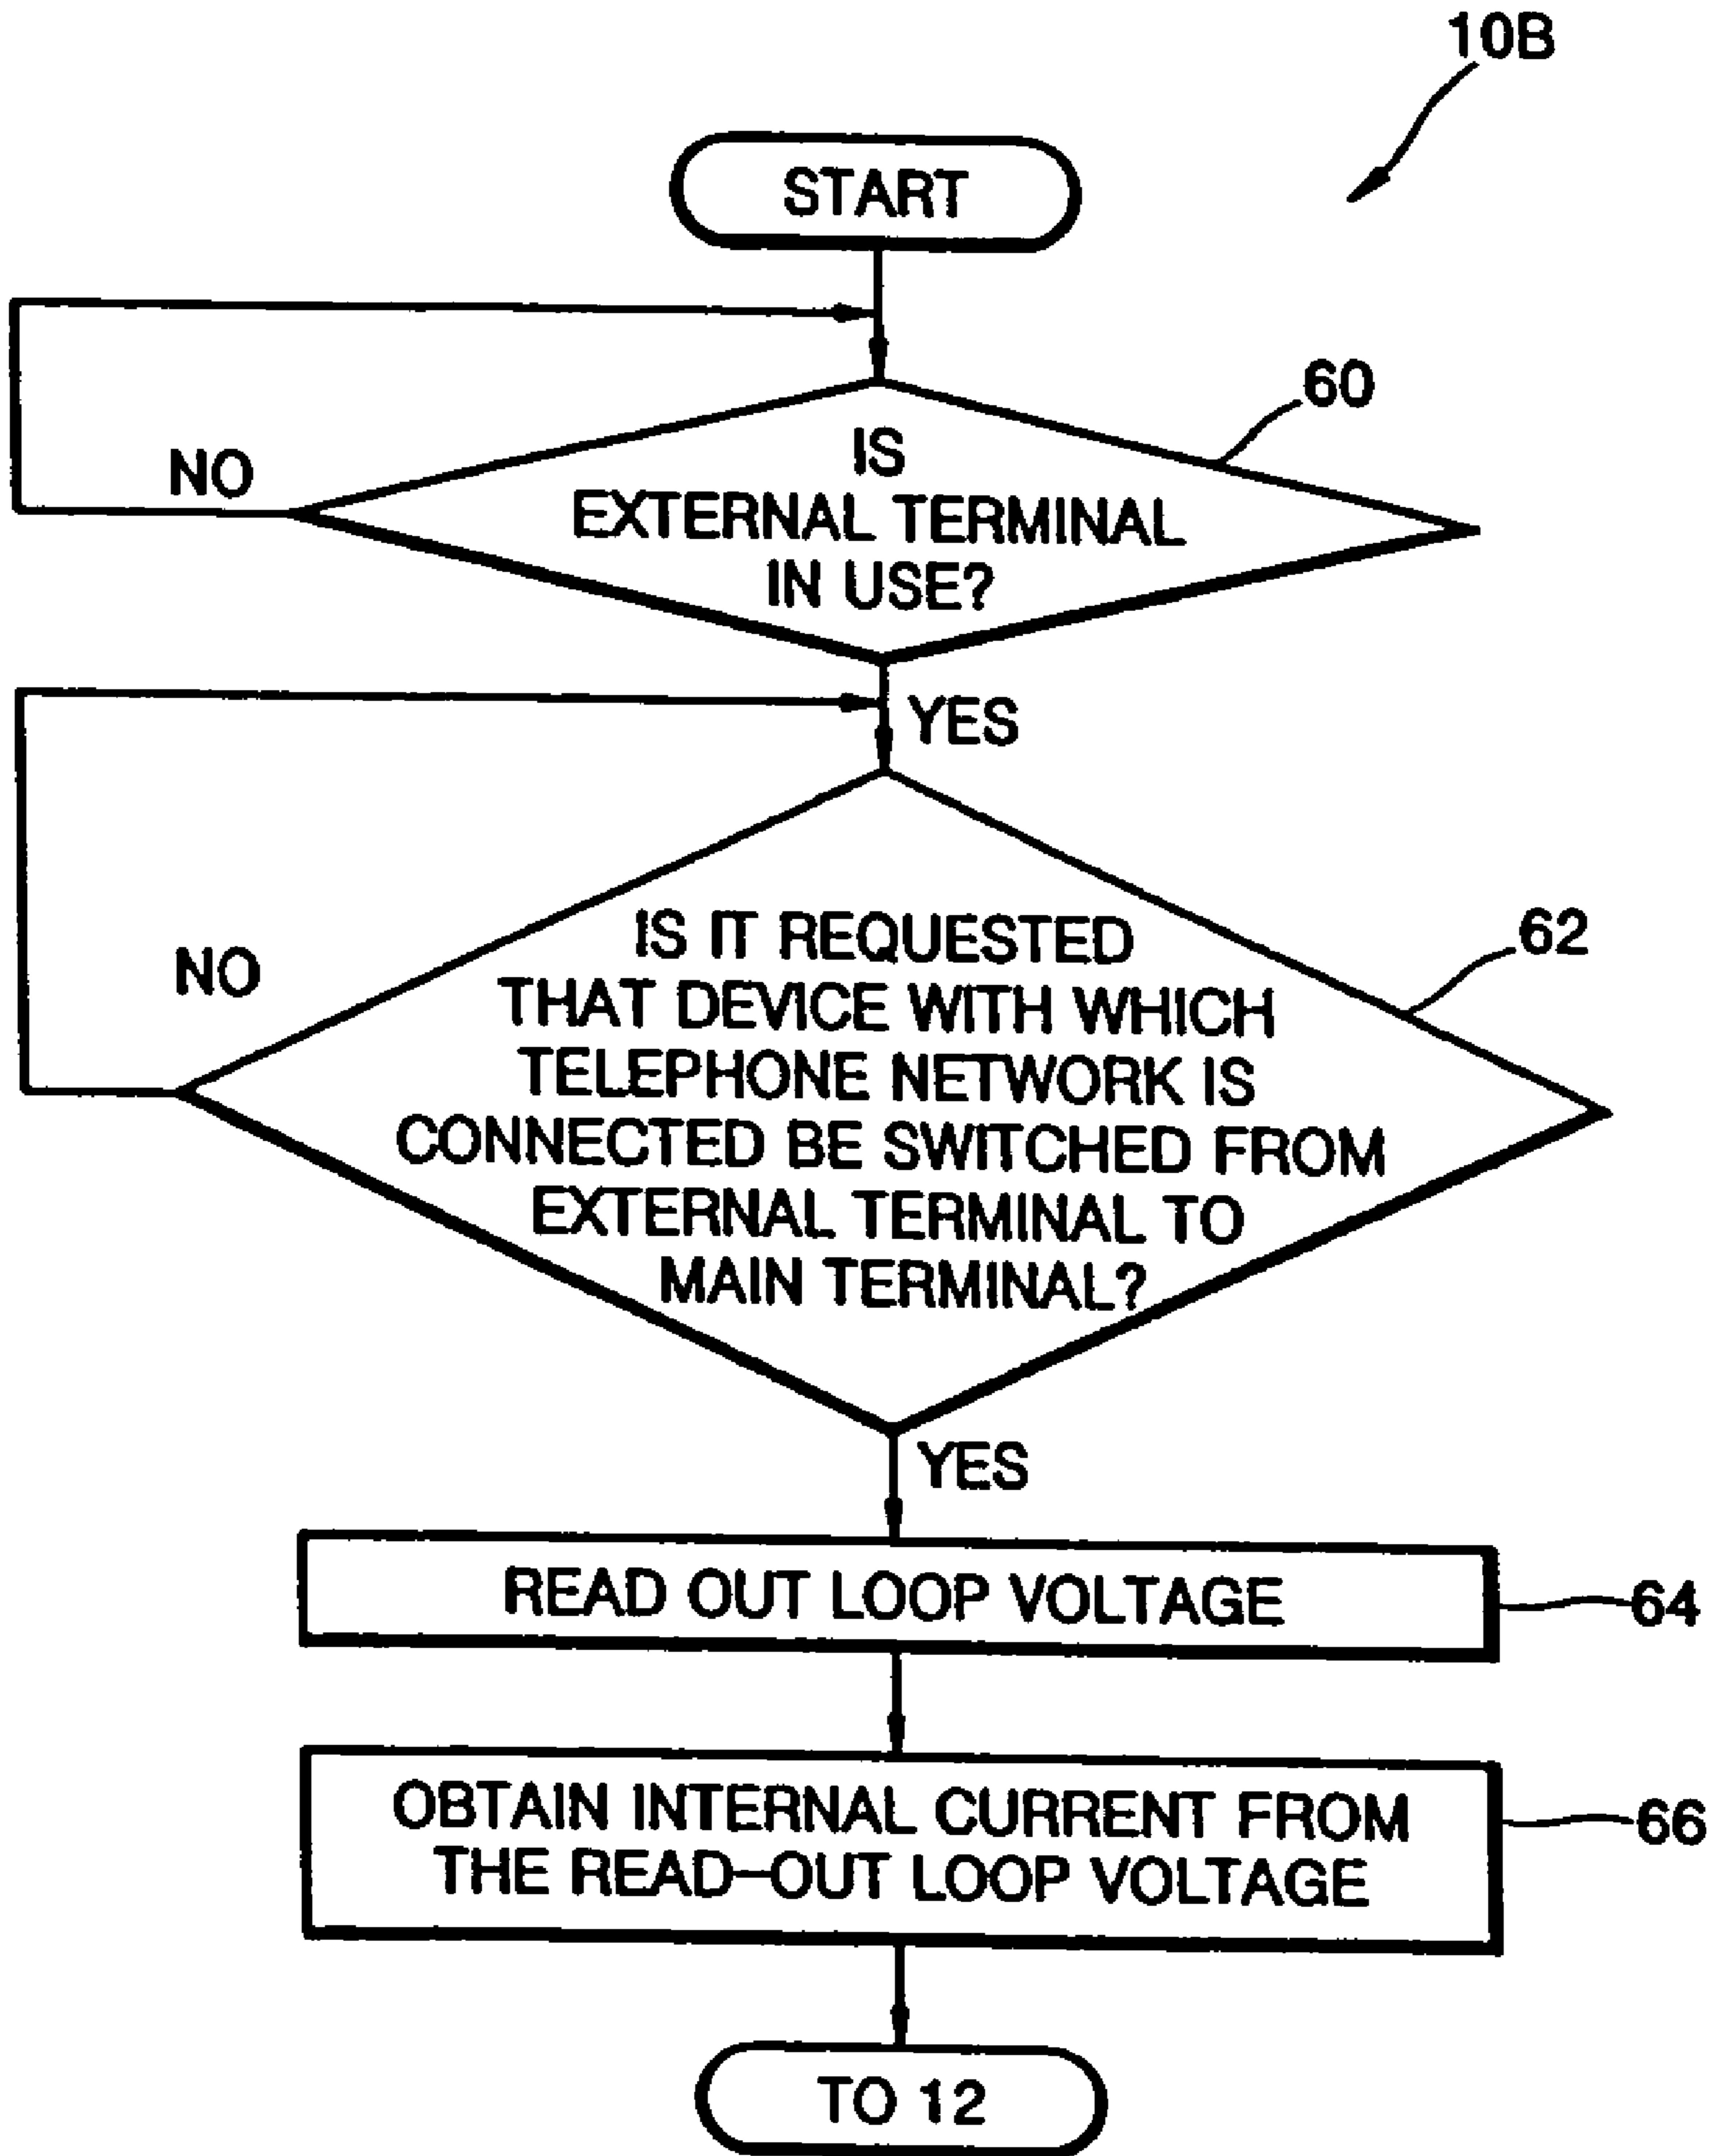 10B
START
60
NO
IS
EXTERNAL TERMINAL
IN USE?
YES
62
NO
IS IT REQUESTED
THAT DEVICE WITH WHICH
TELEPHONE NETWORK IS
CONNECTED BE SWITCHED FROM
EXTERNAL TERMINAL TO
MAIN TERMINAL?
YES
READ OUT LOOP VOLTAGE
64
OBTAIN INTERNAL CURRENT FROM
THE READ-OUT LOOP VOLTAGE
66
TO 12